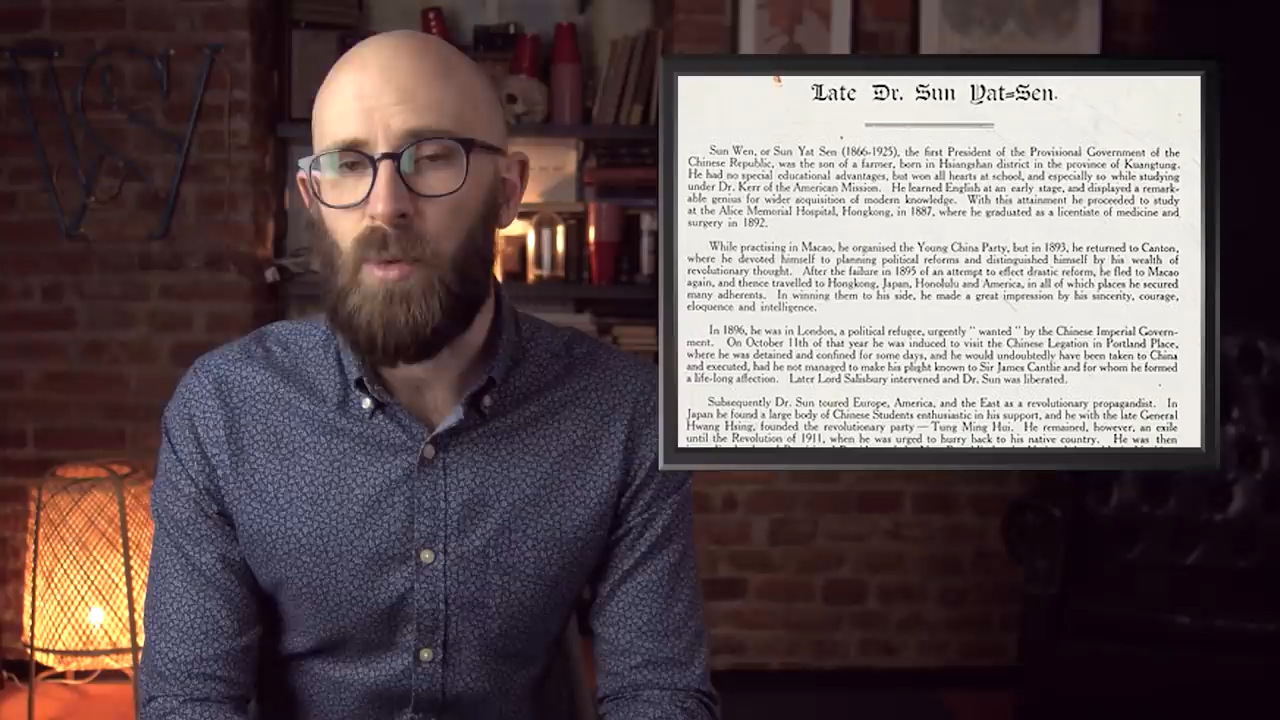 Late Dr. Sun Yat=Sen.
Sun Wen, or Sun Yat Sen (1866-1925), the first President of the Provisional Government of the
Chinese Republic, was the son of a farmer, born in Hsiangshan district in the province of Kuangtung.
He had no special educational advantages, but won all hearts at school, and especially so while studying
under Dr. Kerr of the American Mission. He learned English at an early stage, and displayed a remark-
able genius for wider acquisition of modern knowledge. With this attainment he proceeded to study
at the Alice Memorial Hospital, Hongkong, in 1887, where he graduated as a licentiate of medicine and
surgery in 1892.
While practising in Macao, he organised the Young China Party, but in 1893, he returned to Canton,
where he devoted himself to planning political reforms and distinguished himself by his wealth of
revolutionary thought. After the failure in 1895 of an attempt to effect drastic reform, he fled to Macao
again, and thence travelled to Hongkong, Japan, Honolulu and America, in all of which places he secured
many adherents. In winning them to his side, he made a great impression by his sincerity, courage,
eloquence and intelligence.
In 1896, he was in London, a political refugee, urgently " wanted " by the Chinese Imperial Govern-
ment. On October 11th of that year he was induced to visit the Chinese Legation in Portland Place,
where he was detained and confined for some days, and he would undoubtedly have been taken to China
and executed, had he not managed to make his plight known to Sir James Cantlie and for whom he formed
a life-long affection. Later Lord Salisbury intervened and Dr. Sun was liberated.
Subsequently Dr. Sun toured Europe, America, and the East as a revolutionary propagandist. In
Japan he found a large body of Chinese Students enthusiastic in his support, and he with the late General
Hwang Hsing, founded the revolutionary party — Tung Ming Hui. He remained, however, an exile
until the Revolution of 1911, when he was urged to hurry back to his native country. He was then